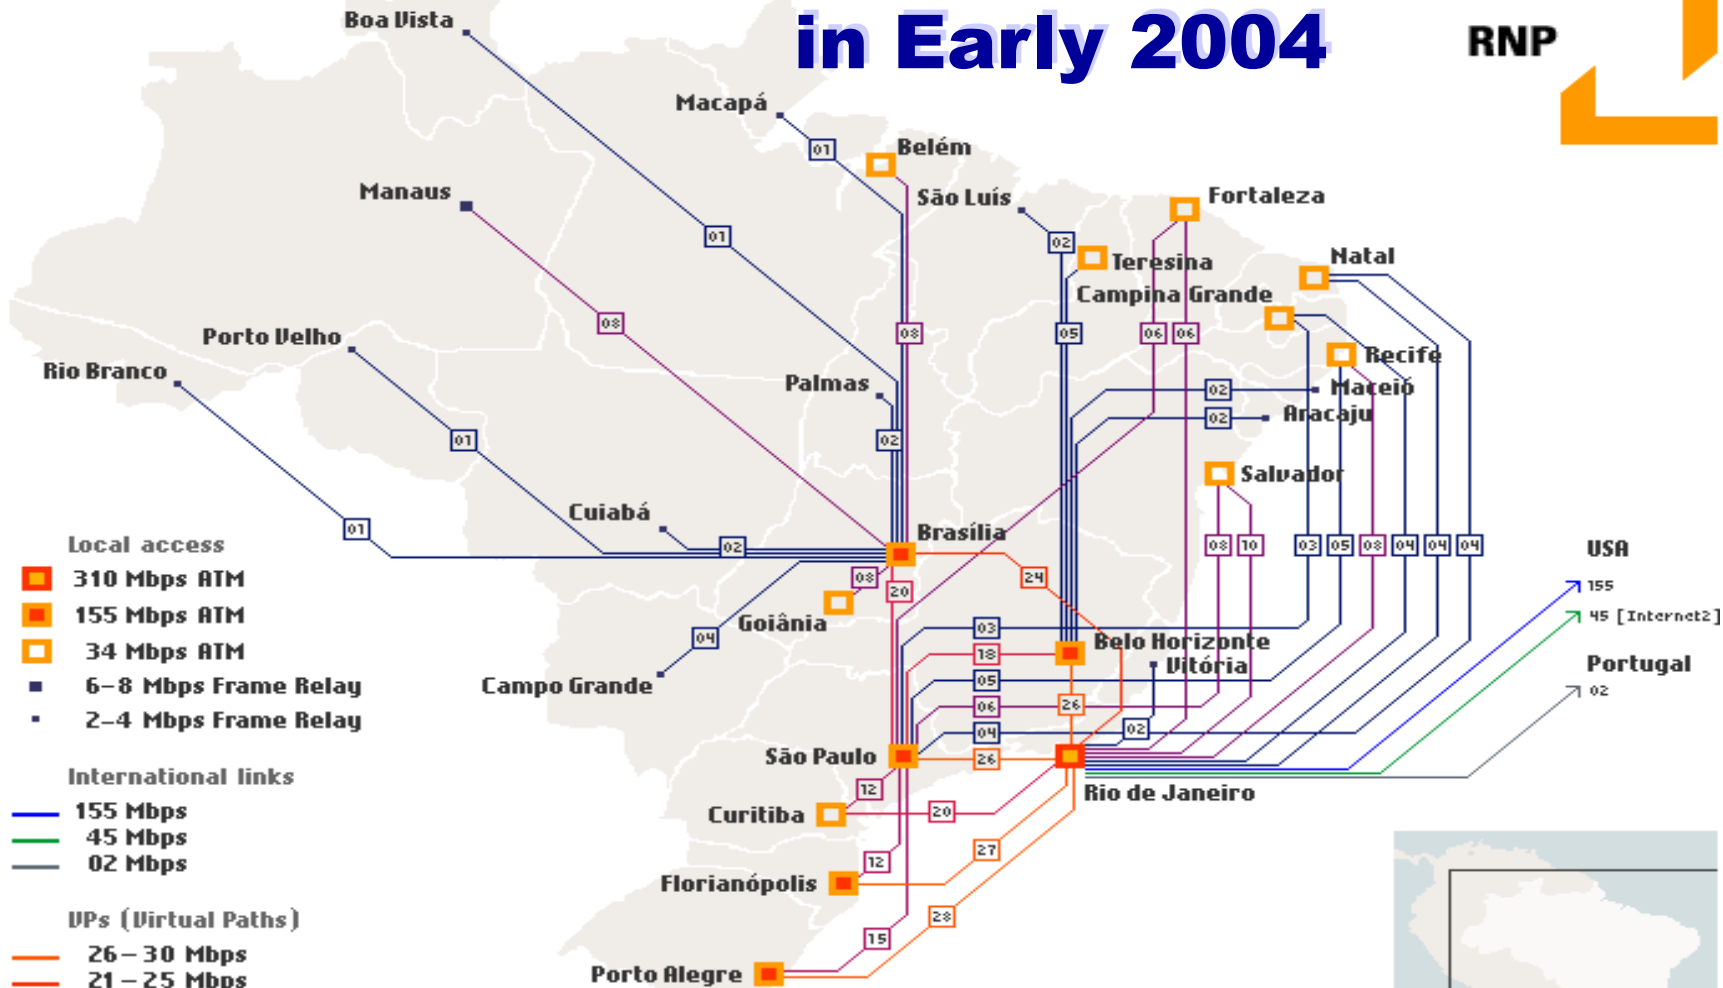 in Early 2004
RNP
Boa Vista
Macapá
01
Belém
Manaus
São Luís
Fortaleza
01
02
Teresina
Natal
Campina Grande
08
08
05
06
06
Porto Velho
Recife
Rio Branco
Palmas
02
Maceió
02
Aracaju
01
02
Salvador
Cuiabá
01
02
Brasília
08
10
03
05
08
04
04
04
USA
155
45 [Internet2]
Portugal
02
08
20
24
Goiânia
04
03
18
Belo Horizonte
Vitória
Campo Grande
05
06
26
04
02
São Paulo
26
12
Rio de Janeiro
Curitiba
20
12
27
Florianópolis
28
15
Porto Alegre
Local access
310 Mbps ATM
155 Mbps ATM
34 Mbps ATM
6-8 Mbps Frame Relay
2-4 Mbps Frame Relay
International links
155 Mbps
45 Mbps
02 Mbps
VPs (Virtual Paths)
26-30 Mbps
21-25 Mbps